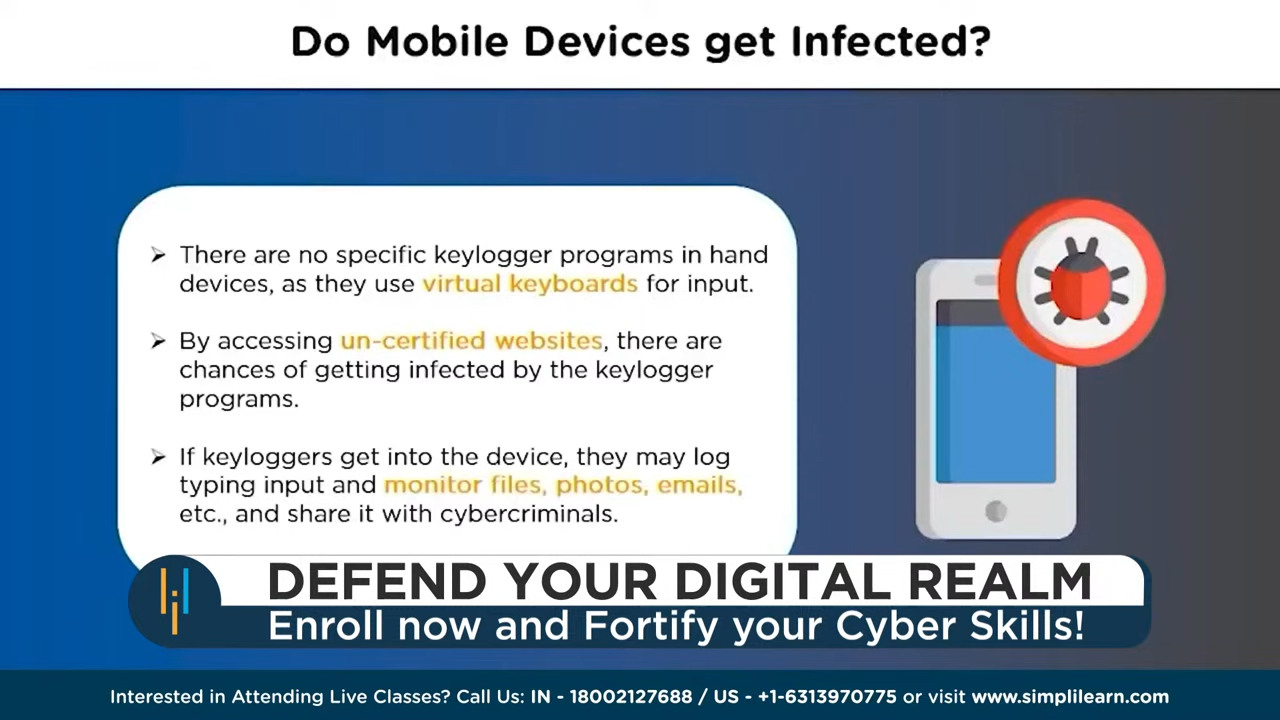 Do Mobile Devices get Infected?
There are no specific keylogger programs in hand
devices, as they use virtual keyboards for input.
By accessing un-certified websites, there are
chances of getting infected by the keylogger
programs.
If keyloggers get into the device, they may log
typing input and monitor files, photos, emails,
etc., and share it with cybercriminals.
DEFEND YOUR DIGITAL REALM
Enroll now and Fortify your Cyber Skills!
Interested in Attending Live Classes? Call Us: IN - 18002127688 / US - +1-6313970775 or visit www.simplilearn.com